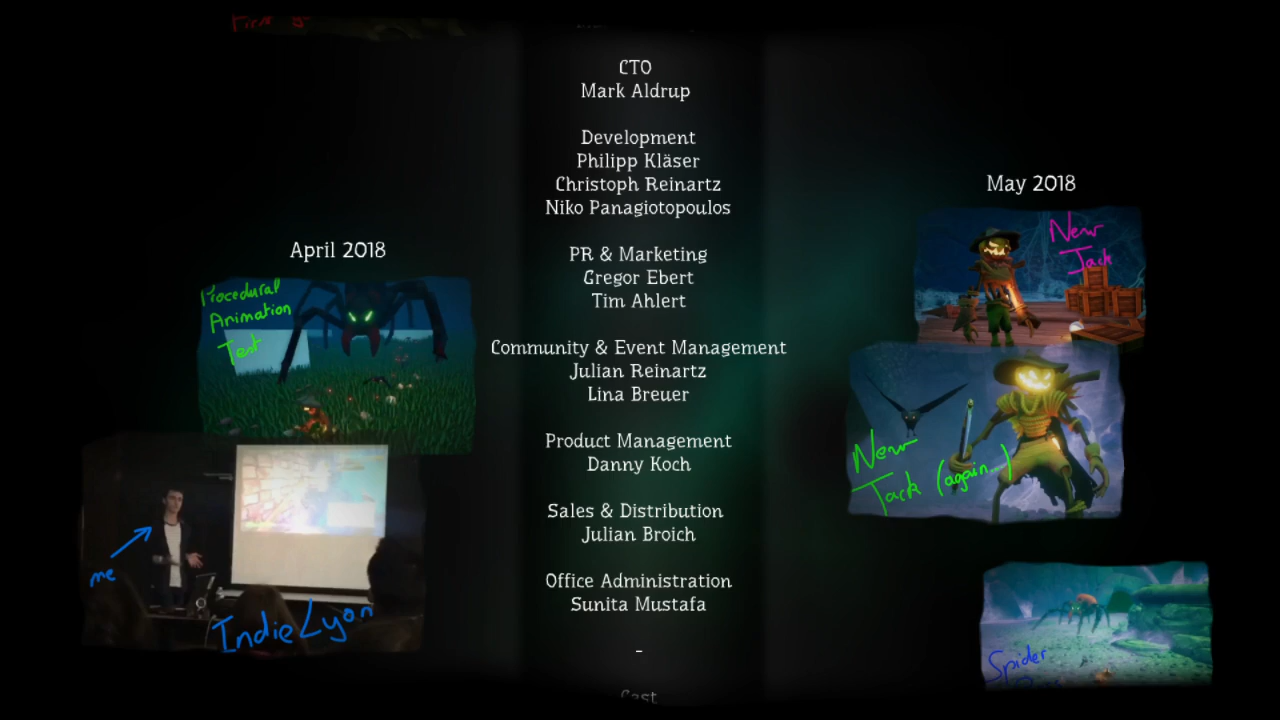 CTO
Mark Aldrup
Development
Philipp Kläser
Christoph Reinartz
Niko Panagiotopoulos
PR & Marketing
Gregor Ebert
Tim Ahlert
Community & Event Management
Julian Reinartz
Lina Breuer
Product Management
Danny Koch
Sales & Distribution
Julian Broich
Office Administration
Sunita Mustafa
-
Cast
April 2018
Procedural
Animation
Test
me
IndieLyon
May 2018
New
Jack
New
Jack (again...)
Spider